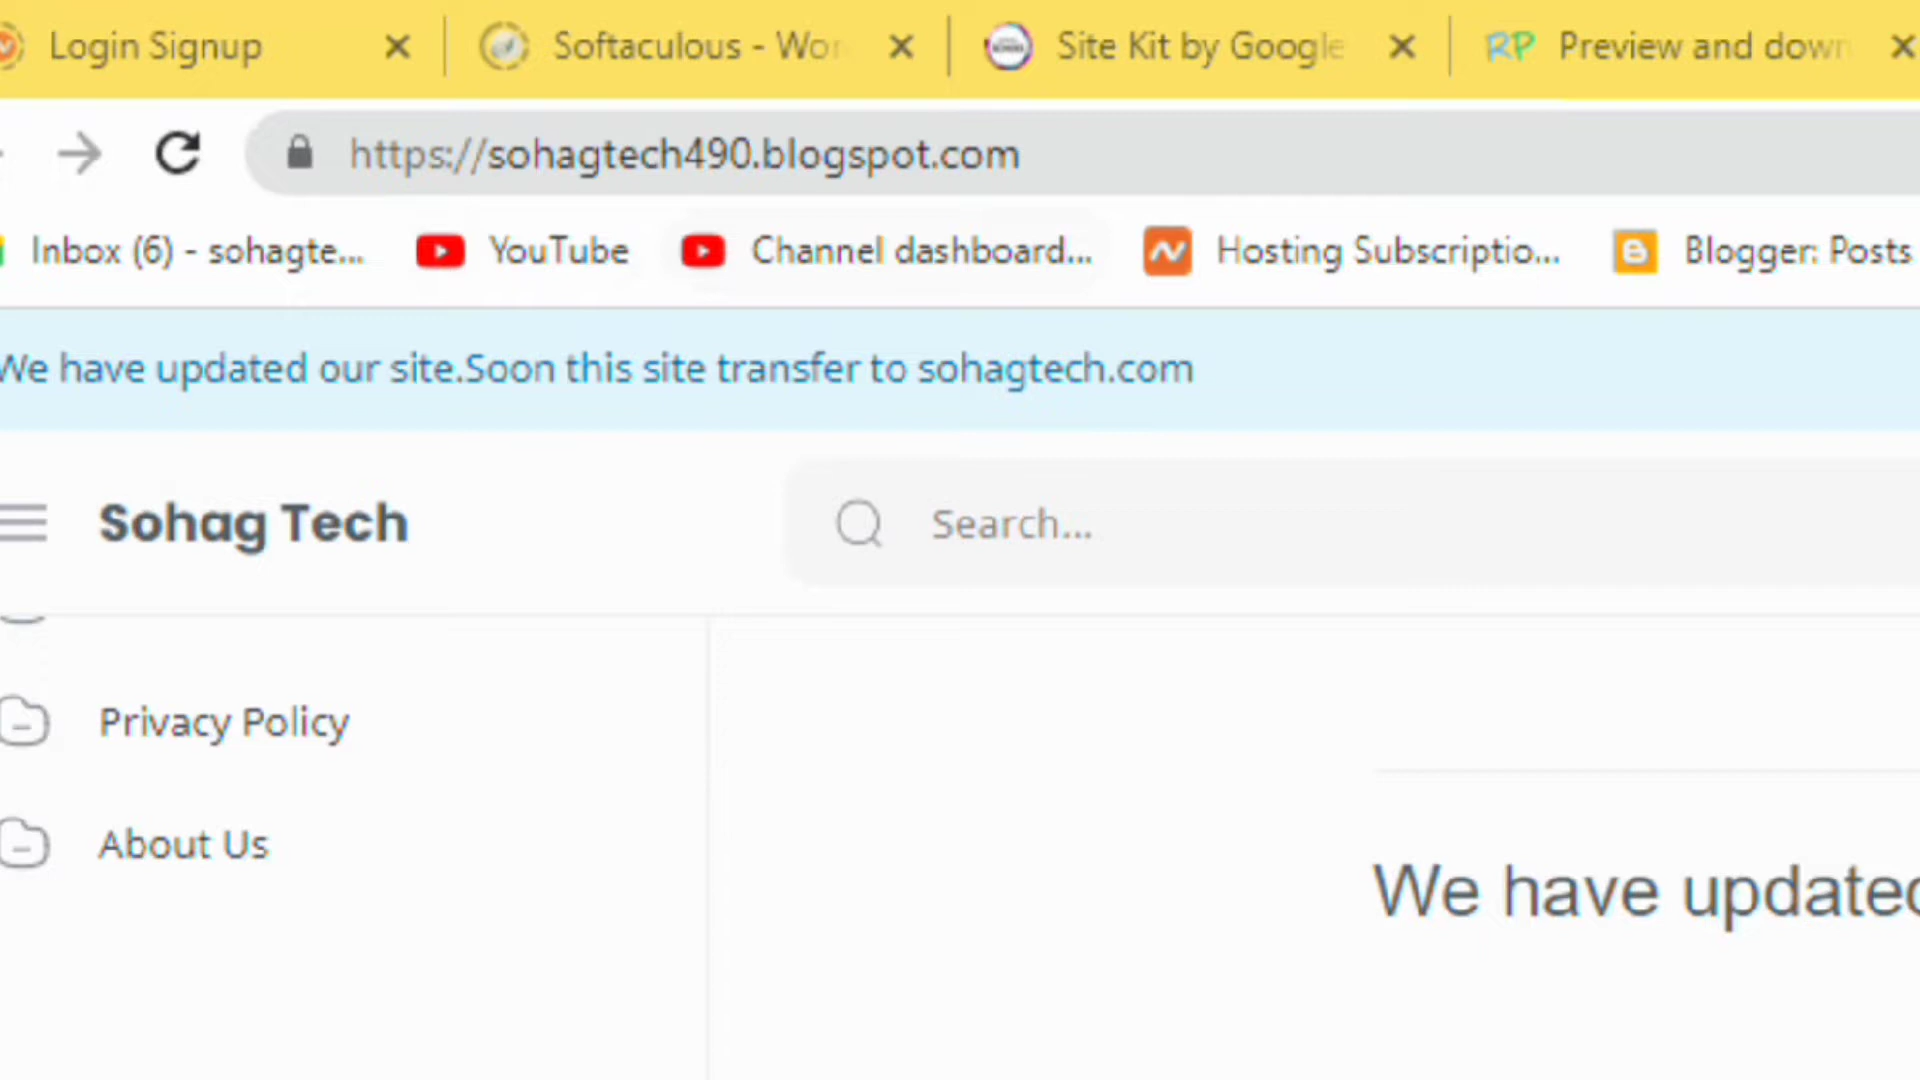 Login Signup
Softaculous - Wor
Site Kit by Google
RP Preview and down
https://sohagtech490.blogspot.com
Inbox (6) - sohagte...
YouTube
Channel dashboard...
Hosting Subscriptio...
Blogger: Posts
We have updated our site.Soon this site transfer to sohagtech.com
Sohag Tech
Search...
Privacy Policy
About Us
We have updated